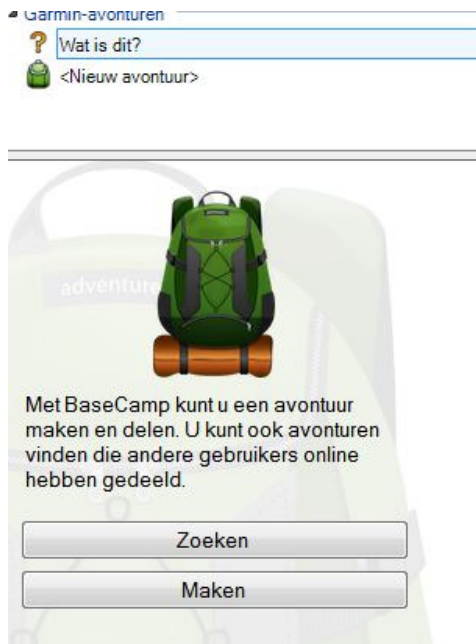 Garmin-avonturen
Wat is dit?
<Nieuw avontuur>
adventure
Met BaseCamp kunt u een avontuur
maken en delen. U kunt ook avonturen
vinden die andere gebruikers online
hebben gedeeld.
Zoeken
Maken